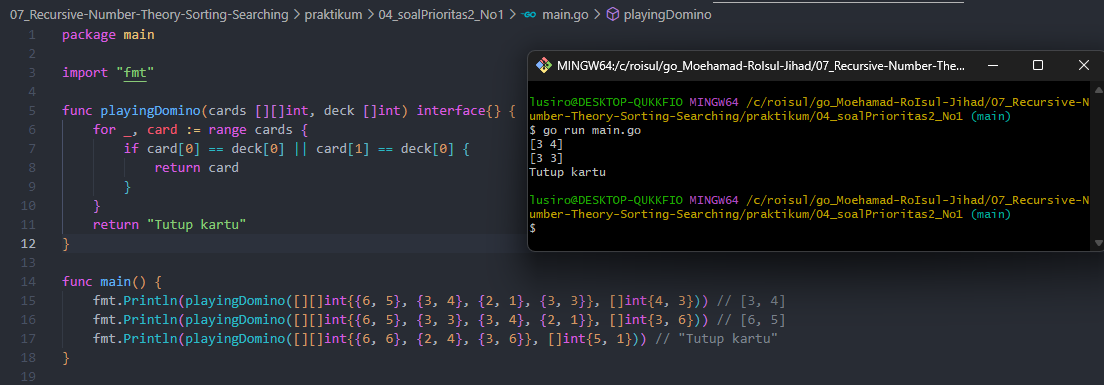 07_Recursive-Number-Theory-Sorting-Searching > praktikum > 04_soalPrioritas2_No1 > main.go > playingDomino
1 package main
2
3 import "fmt"
4
5 func playingDomino(cards [][]int, deck []int) interface{} {
6 for _, card := range cards {
7 if card[0] == deck[0] || card[1] == deck[0] {
8 return card
9 }
10 }
11 return "Tutup kartu"
12 }
13
14 func main() {
15 fmt.Println(playingDomino([][]int{{6, 5}, {3, 4}, {2, 1}, {3, 3}}, []int{4, 3})) // [3, 4]
16 fmt.Println(playingDomino([][]int{{6, 5}, {3, 3}, {3, 4}, {2, 1}}, []int{3, 6})) // [6, 5]
17 fmt.Println(playingDomino([][]int{{6, 6}, {2, 4}, {3, 6}}, []int{5, 1})) // "Tutup kartu"
18 }
19
MINGW64:/c/roisul/go_Moehamad-RoIsul-Jihad/07_Recursive-Number-The...
lusiro@DESKTOP-QUKKFIO MINGW64 /c/roisul/go_Moehamad-RoIsul-Jihad/07_Recursive-N
umber-Theory-Sorting-Searching/praktikum/04_soalPrioritas2_No1 (main)
$ go run main.go
[3 4]
[3 3]
Tutup kartu
lusiro@DESKTOP-QUKKFIO MINGW64 /c/roisul/go_Moehamad-RoIsul-Jihad/07_Recursive-N
umber-Theory-Sorting-Searching/praktikum/04_soalPrioritas2_No1 (main)
$